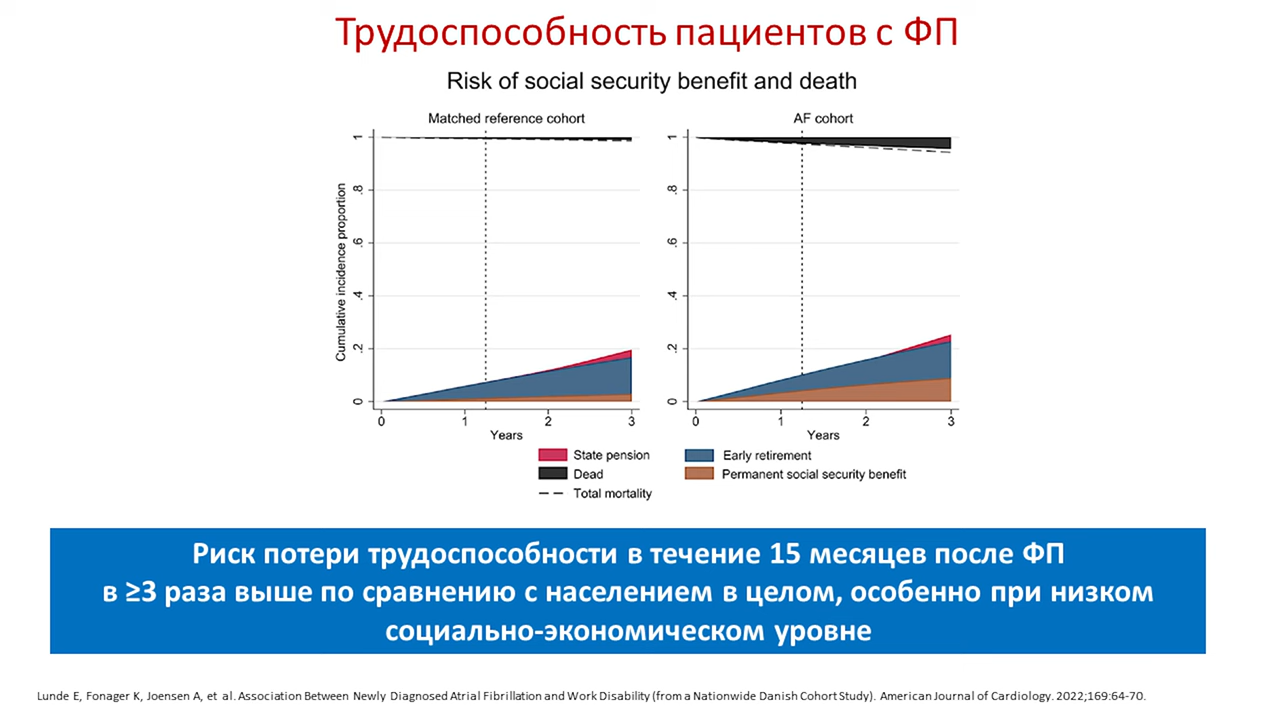 Трудоспособность пациентов с ФП
Risk of social security benefit and death
Matched reference cohort
AF cohort
Cumulative incidence proportion
1
.8
.6
.4
.2
0
0 1 2 3
Years
1
.8
.6
.4
.2
0
0 1 2 3
Years
State pension
Early retirement
Dead
Permanent social security benefit
Total mortality
Риск потери трудоспособности в течение 15 месяцев после ФП
в ≥3 раза выше по сравнению с населением в целом, особенно при низком
социально-экономическом уровне
Lunde E, Fonager K, Joensen A, et al. Association Between Newly Diagnosed Atrial Fibrillation and Work Disability (from a Nationwide Danish Cohort Study). American Journal of Cardiology. 2022;169:64-70.